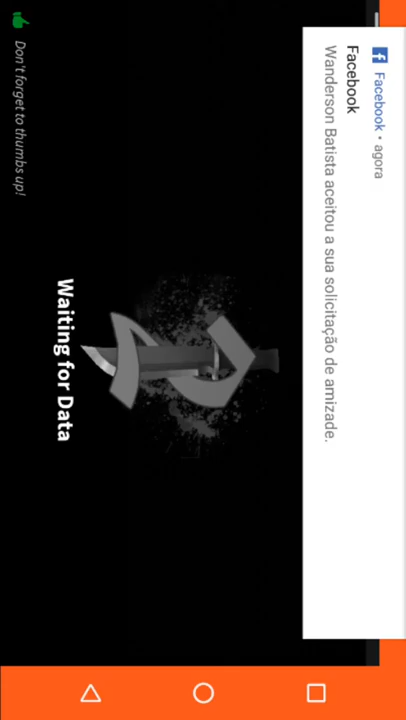 Facebook • agora
Facebook
Wanderson Batista aceitou a sua solicitação de amizade.
Waiting for Data
Don't forget to thumbs up!